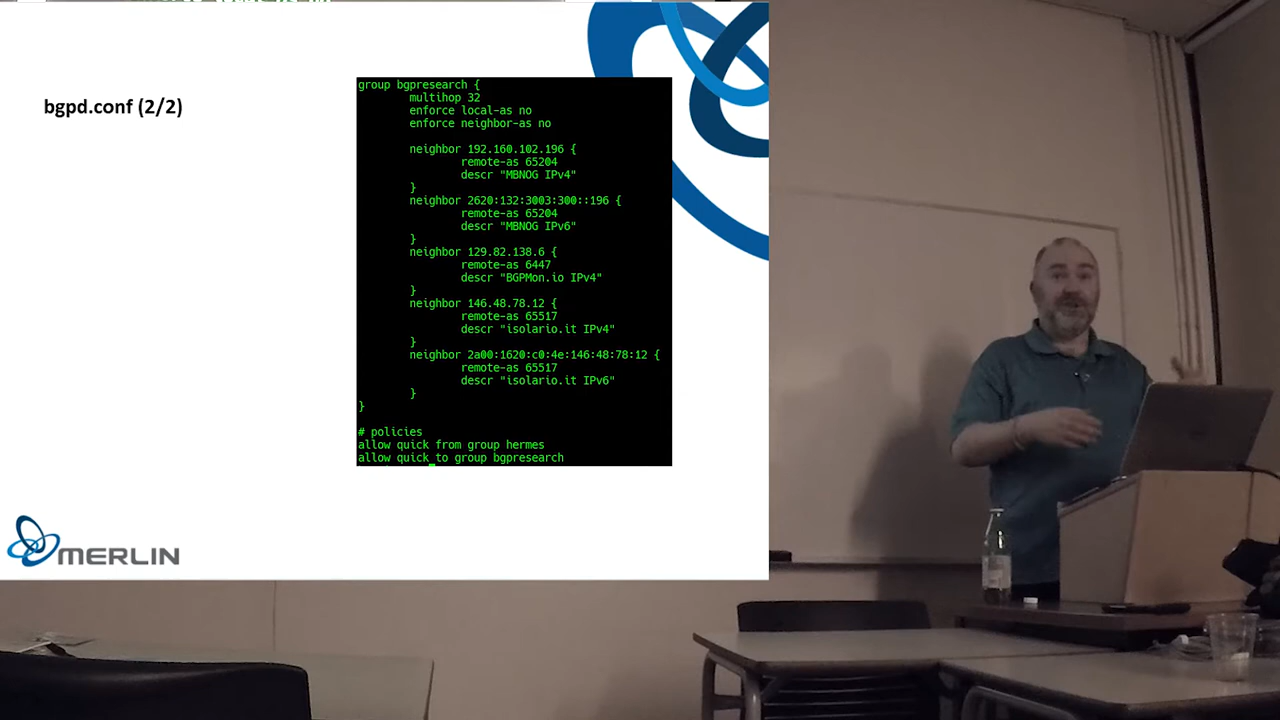 bgpd.conf (2/2)
group bgpresearch {
multihop 32
enforce local-as no
enforce neighbor-as no
neighbor 192.160.102.196 {
remote-as 65204
descr "MBNOG IPv4"
}
neighbor 2620:132:3003:300::196 {
remote-as 65204
descr "MBNOG IPv6"
}
neighbor 129.82.138.6 {
remote-as 6447
descr "BGPMon.io IPv4"
}
neighbor 146.48.78.12 {
remote-as 65517
descr "isolario.it IPv4"
}
neighbor 2a00:1620:c0:4e:146:48:78:12 {
remote-as 65517
descr "isolario.it IPv6"
}
}
# policies
allow quick from group hermes
allow quick to group bgpresearch
MERLIN